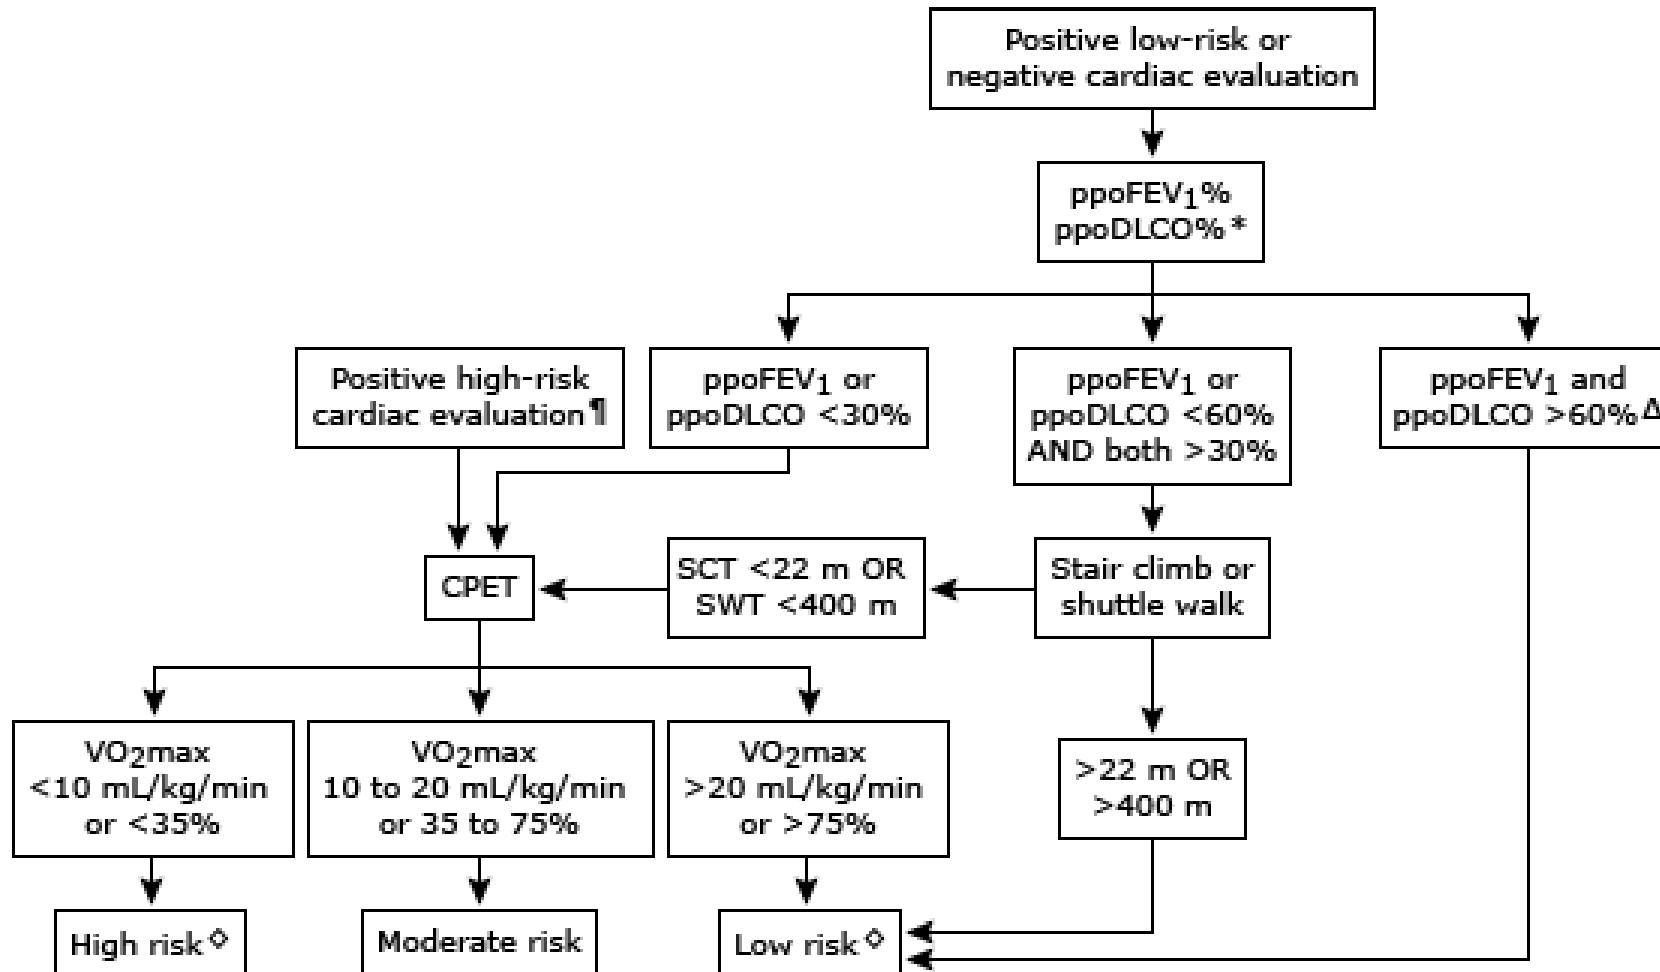 Positive low-risk or
negative cardiac evaluation
ppoFEV1%
ppoDLCO%*
Positive high-risk
cardiac evaluation¶
ppoFEV1 or
ppoDLCO <30%
ppoFEV1 or
ppoDLCO <60%
AND both >30%
ppoFEV1 and
ppoDLCO >60%Δ
CPET
SCT <22 m OR
SWT <400 m
Stair climb or
shuttle walk
VO2max
<10 mL/kg/min
or <35%
VO2max
10 to 20 mL/kg/min
or 35 to 75%
VO2max
>20 mL/kg/min
or >75%
>22 m OR
>400 m
High risk◇
Moderate risk
Low risk◇